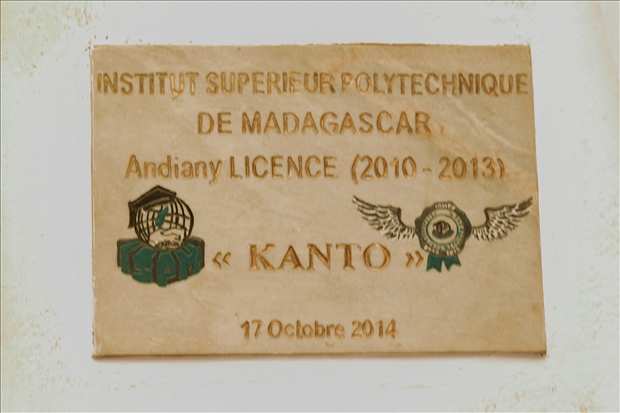 INSTITUT SUPERIEUR POLYTECHNIQUE
DE MADAGASCAR
Andiany LICENCE (2010 - 2013)
ISPM
« KANTO »
17 Octobre 2014